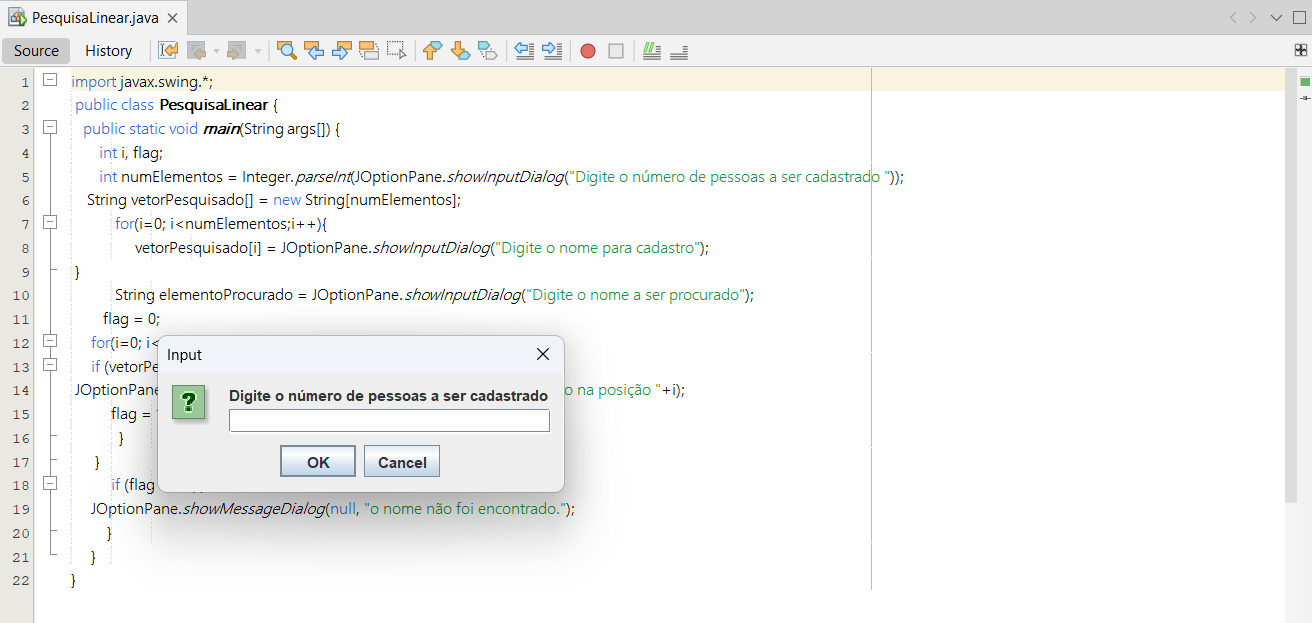 PesquisaLinear.java
Source History
1 import javax.swing.*;
2 public class PesquisaLinear {
3 public static void main(String args[]) {
4 int i, flag;
5 int numElementos = Integer.parseInt(JOptionPane.showInputDialog("Digite o número de pessoas a ser cadastrado "));
6 String vetorPesquisado[] = new String[numElementos];
7 for(i=0; i<numElementos;i++){
8 vetorPesquisado[i] = JOptionPane.showInputDialog("Digite o nome para cadastro");
9 }
10 String elementoProcurado = JOptionPane.showInputDialog("Digite o nome a ser procurado");
11 flag = 0;
12 for(i=0; i<
13 if (vetorPe
14 JOptionPane o na posição "+i);
15 flag =
16 }
17 }
18 if (flag
19 JOptionPane.showMessageDialog(null, "o nome não foi encontrado.");
20 }
21 }
22 }
Input
Digite o número de pessoas a ser cadastrado
OK Cancel